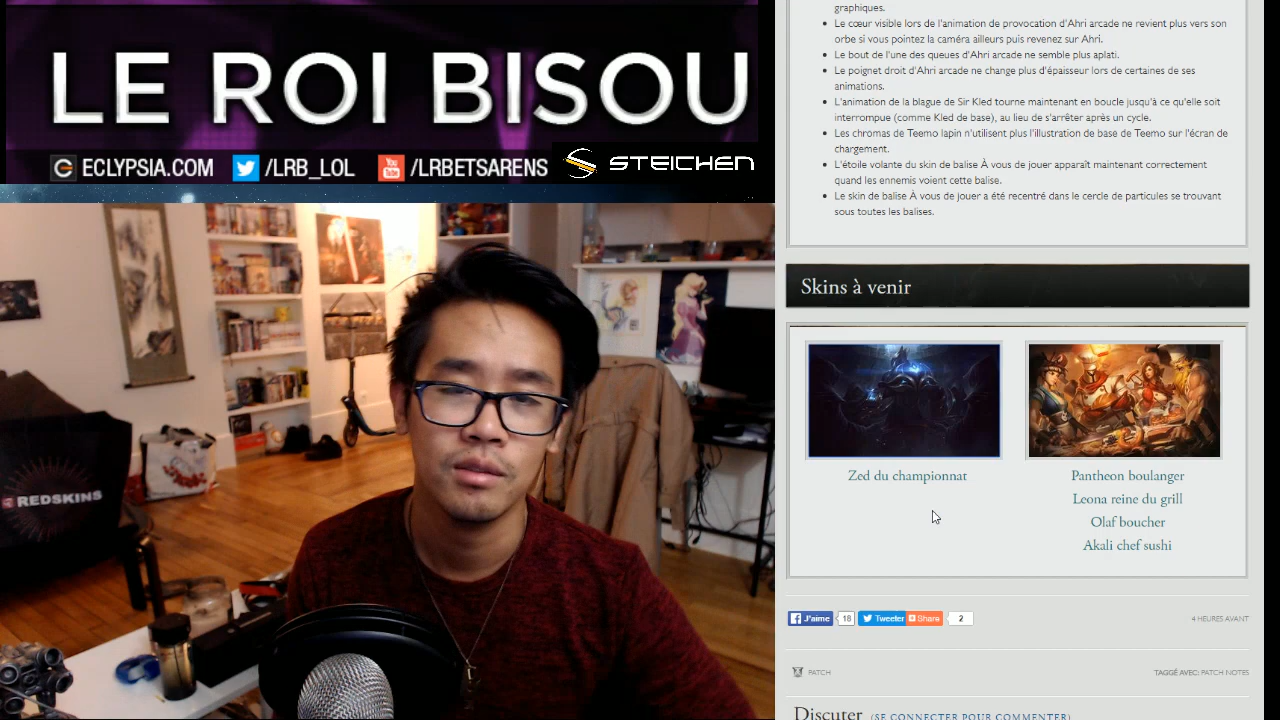 LE ROI BISOU
ECLYPSIA.COM
/LRB_LOL
You Tube
/LRBETSARENS
STEICHEN
REDSKINS
graphiques.
Le cœur visible lors de l'animation de provocation d'Ahri arcade ne revient plus vers son
orbe si vous pointez la caméra ailleurs puis revenez sur Ahri.
Le bout de l'une des queues d'Ahri arcade ne semble plus aplati.
Le poignet droit d'Ahri arcade ne change plus d'épaisseur lors de certaines de ses
animations.
L'animation de la blague de Sir Kled tourne maintenant en boucle jusqu'à ce qu'elle soit
interrompue (comme Kled de base), au lieu de s'arrêter après un cycle.
Les chromas de Teemo lapin n'utilisent plus l'illustration de base de Teemo sur l'écran de
chargement.
L'étoile volante du skin de balise À vous de jouer apparaît maintenant correctement
quand les ennemis voient cette balise.
Le skin de balise À vous de jouer a été recentré dans le cercle de particules se trouvant
sous toutes les balises.
Skins à venir
Zed du championnat
Pantheon boulanger
Leona reine du grill
Olaf boucher
Akali chef sushi
J'aime 18 Tweeter Share 2
4 HEURES AVANT
PATCH
TAGGÉ AVEC: PATCH NOTES
Discuter (SE CONNECTER POUR COMMENTER)